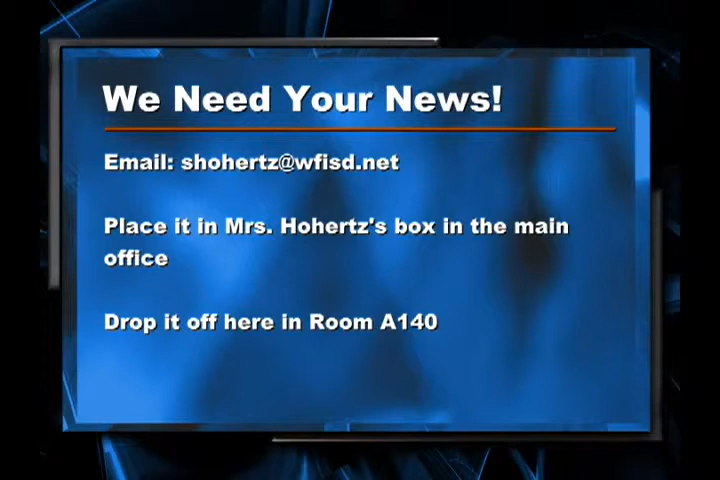 We Need Your News!
Email: shohertz@wfisd.net
Place it in Mrs. Hohertz's box in the main
office
Drop it off here in Room A140